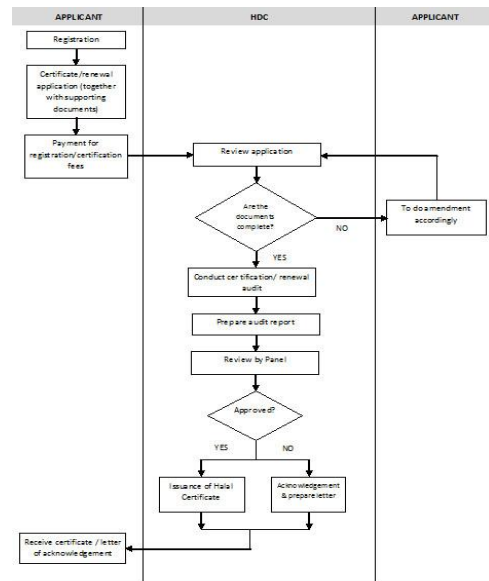 APPLICANT
HDC
APPLICANT
Registration
Certificate/renewal
application (together
with supporting
documents)
Payment for
registration/certification
fees
Review application
Are the
documents
complete?
NO
To do amendment
accordingly
YES
Conduct certification/ renewal
audit
Prepare audit report
Review by Panel
Approved?
YES
NO
Issuance of Halal
Certificate
Acknowledgement
& prepare letter
Receive certificate / letter
of acknowledgement